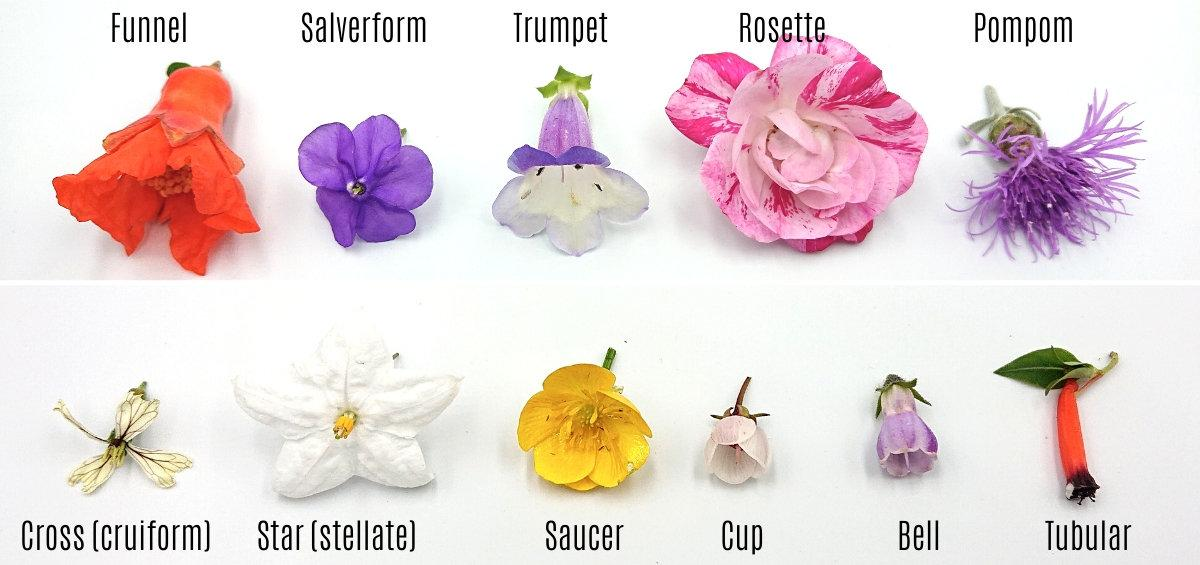 Funnel Salverform Trumpet Rosette Pompom
Cross (cruiform) Star (stellate) Saucer Cup Bell Tubular